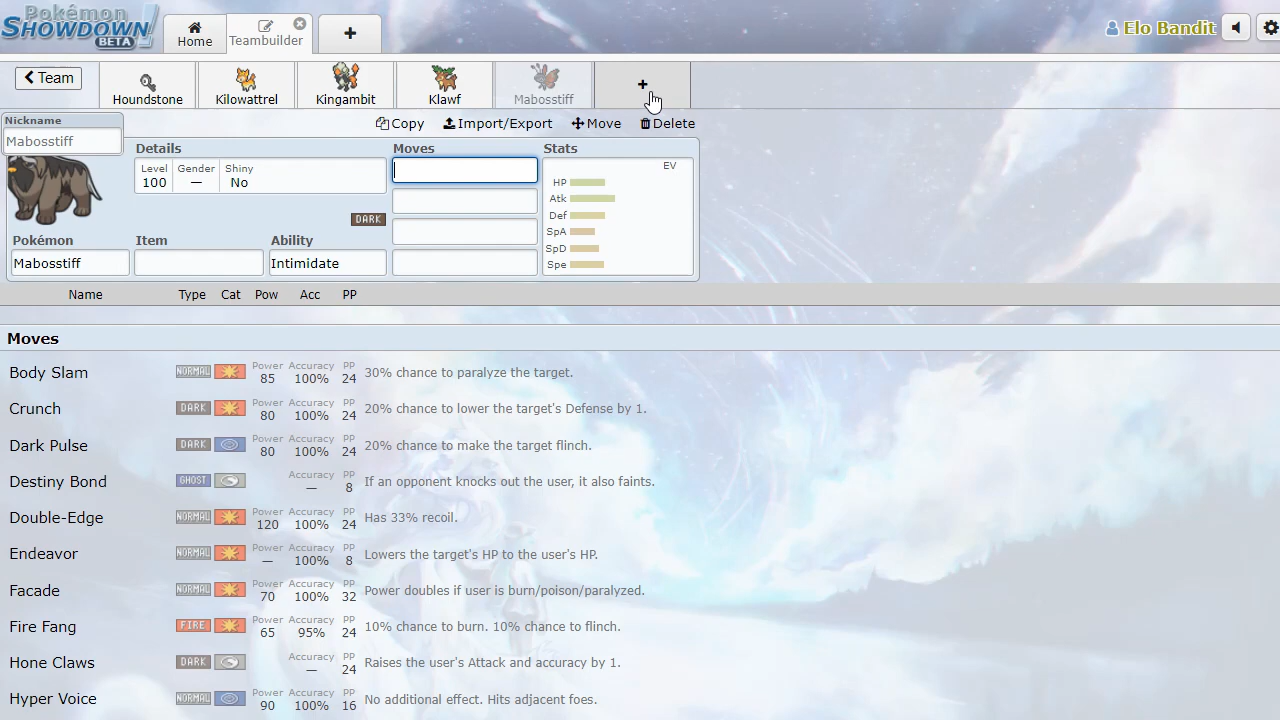 Pokémon
SHOWDOWN!
BETA
Home
Teambuilder
+
Elo Bandit
Team
Houndstone
Kilowattrel
Kingambit
Klawf
Mabosstiff
+
Copy
Import/Export
Move
Delete
Nickname
Mabosstiff
Details
Level
Gender
Shiny
100
—
No
DARK
Pokémon
Mabosstiff
Item
Ability
Intimidate
Moves
Stats
EV
HP
Atk
Def
SpA
SpD
Spe
Name Type Cat Pow Acc PP
Moves
Body Slam NORMAL Power 85 Accuracy 100% PP 24 30% chance to paralyze the target.
Crunch DARK Power 80 Accuracy 100% PP 24 20% chance to lower the target's Defense by 1.
Dark Pulse DARK Power 80 Accuracy 100% PP 24 20% chance to make the target flinch.
Destiny Bond GHOST Accuracy — PP 8 If an opponent knocks out the user, it also faints.
Double-Edge NORMAL Power 120 Accuracy 100% PP 24 Has 33% recoil.
Endeavor NORMAL Power — Accuracy 100% PP 8 Lowers the target's HP to the user's HP.
Facade NORMAL Power 70 Accuracy 100% PP 32 Power doubles if user is burn/poison/paralyzed.
Fire Fang FIRE Power 65 Accuracy 95% PP 24 10% chance to burn. 10% chance to flinch.
Hone Claws DARK Accuracy — PP 24 Raises the user's Attack and accuracy by 1.
Hyper Voice NORMAL Power 90 Accuracy 100% PP 16 No additional effect. Hits adjacent foes.